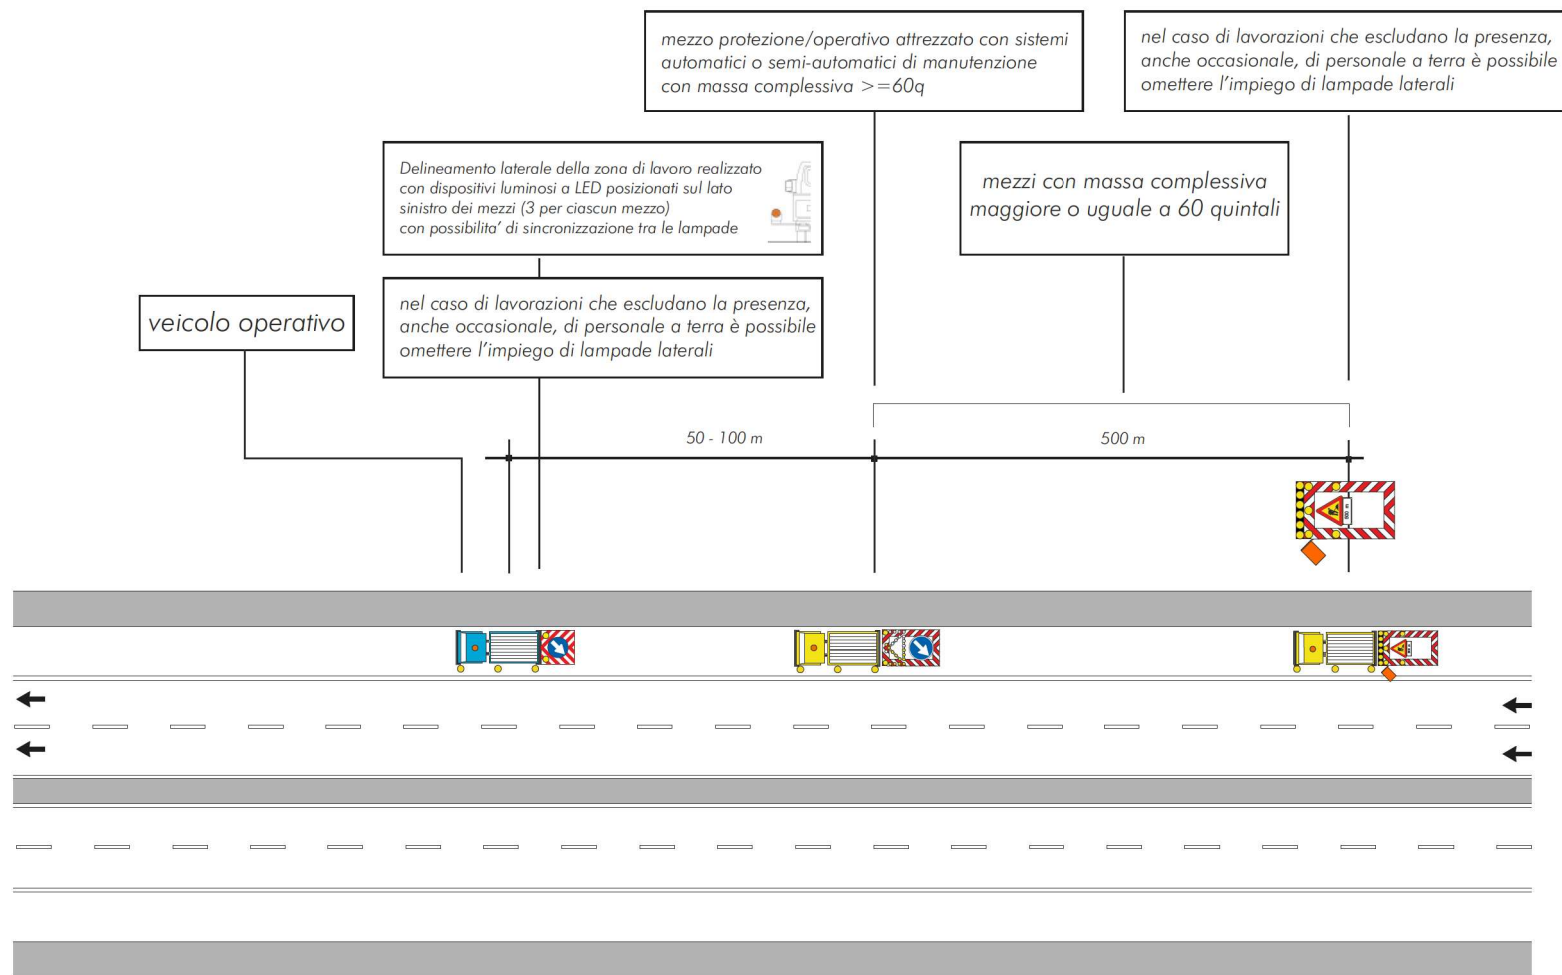 mezzo protezione/operativo attrezzato con sistemi
automatici o semi-automatici di manutenzione
con massa complessiva >=60q
nel caso di lavorazioni che escludano la presenza,
anche occasionale, di personale a terra è possibile
omettere l'impiego di lampade laterali
Delineamento laterale della zona di lavoro realizzato
con dispositivi luminosi a LED posizionati sul lato
sinistro dei mezzi (3 per ciascun mezzo)
con possibilita' di sincronizzazione tra le lampade
mezzi con massa complessiva
maggiore o uguale a 60 quintali
veicolo operativo
nel caso di lavorazioni che escludano la presenza,
anche occasionale, di personale a terra è possibile
omettere l'impiego di lampade laterali
50 - 100 m
500 m